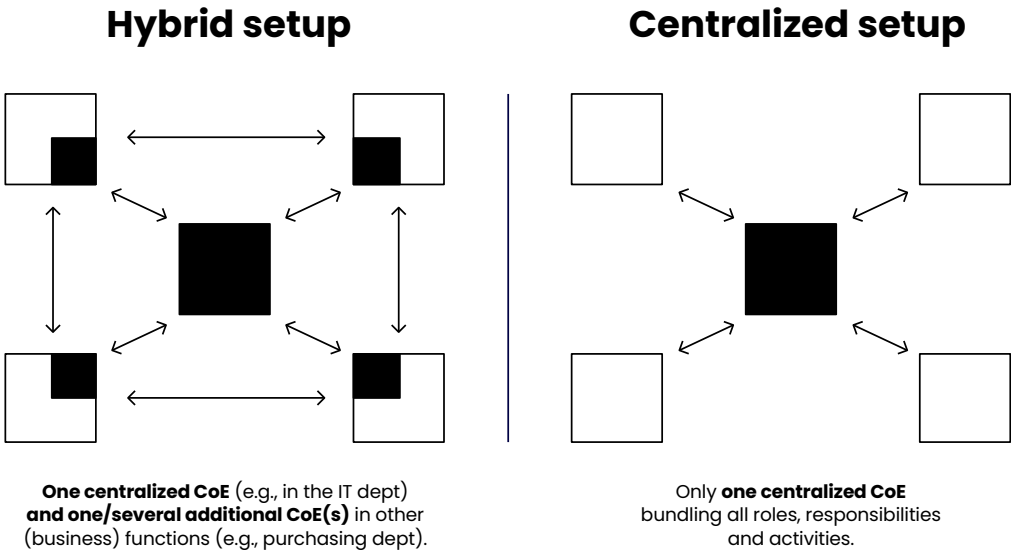 Hybrid setup
Centralized setup
One centralized CoE (e.g., in the IT dept)
and one/several additional CoE(s) in other
(business) functions (e.g., purchasing dept).
Only one centralized CoE
bundling all roles, responsibilities
and activities.